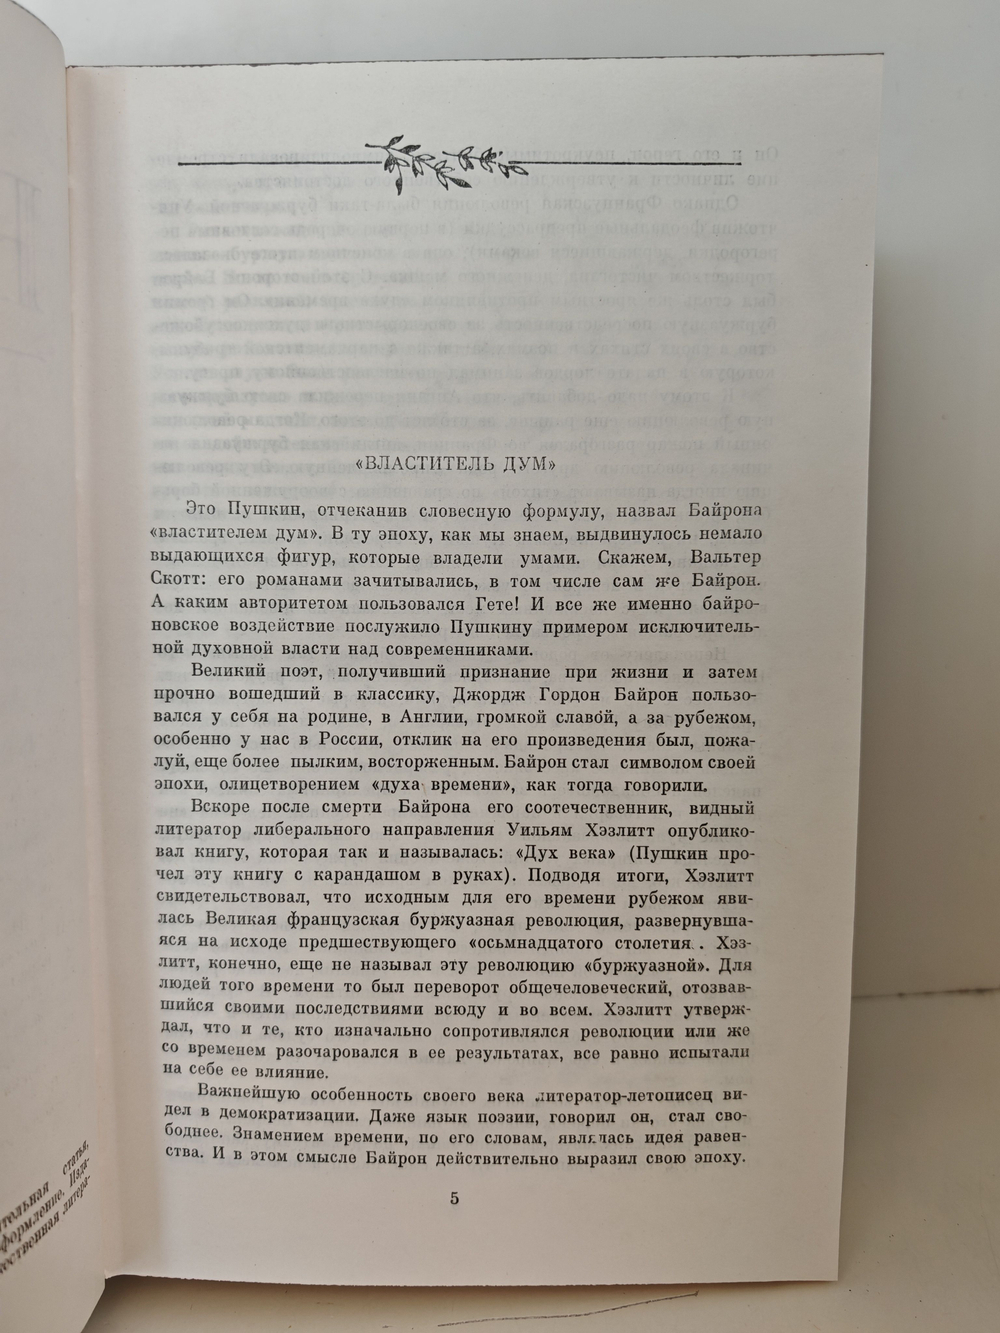 «ВЛАСТИТЕЛЬ ДУМ»
Это Пушкин, отчеканив словесную формулу, назвал Байрона
«властителем дум». В ту эпоху, как мы знаем, выдвинулось немало
выдающихся фигур, которые владели умами. Скажем, Вальтер
Скотт: его романами зачитывались, в том числе сам же Байрон.
А каким авторитетом пользовался Гете! И все же именно байро-
новское воздействие послужило Пушкину примером исключитель-
ной духовной власти над современниками.
Великий поэт, получивший признание при жизни и затем
прочно вошедший в классику, Джордж Гордон Байрон пользо-
вался у себя на родине, в Англии, громкой славой, а за рубежом,
особенно у нас в России, отклик на его произведения был, пожа-
луй, еще более пылким, восторженным. Байрон стал символом своей
эпохи, олицетворением «духа времени», как тогда говорили.
Вскоре после смерти Байрона его соотечественник, видный
литератор либерального направления Уильям Хэзлитт опублико-
вал книгу, которая так и называлась: «Дух века» (Пушкин про-
чел эту книгу с карандашом в руках). Подводя итоги, Хэзлитт
свидетельствовал, что исходным для его времени рубежом яви-
лась Великая французская буржуазная революция, развернувша-
яся на исходе предшествующего «осьмнадцатого столетия.. Хэз-
литт, конечно, еще не называл эту революцию «буржуазной». Для
людей того времени то был переворот общечеловеческий, отозвав-
шийся своими последствиями всюду и во всем. Хэзлитт утверж-
дал, что и те, кто изначально сопротивлялся революции или же
со временем разочаровался в ее результатах, все равно испытали
на себе ее влияние.
Важнейшую особенность своего века литератор-летописец ви-
дел в демократизации. Даже язык поэзии, говорил он, стал сво-
боднее. Знамением времени, по его словам, являлась идея равен-
ства. И в этом смысле Байрон действительно выразил свою эпоху.
5
статья,
формление. Изда-
литера-